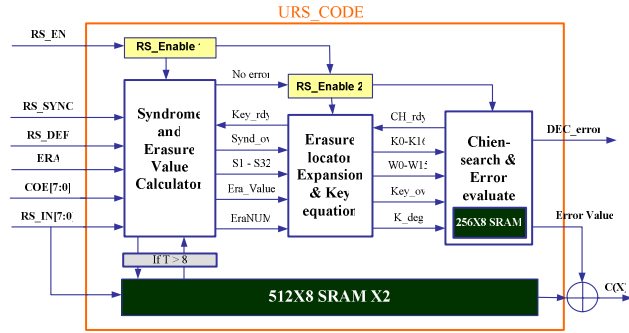 URS_CODE
RS_EN
RS_Enable 1
No error
RS_Enable 2
RS_SYNC
RS_DEF
ERA
COE[7:0]
RS_IN[7:0]
Syndrome
and
Erasure
Value
Calculator
Key_rdy
Synd_ov
S1 - S32
Era_Value
EraNUM
Erasure
locator
Expansion
& Key
equation
CH_rdy
K0-K16
W0-W15
Key_ov
K_deg
Chien-
search &
Error
evaluate
256X8 SRAM
DEC_error
Error Value
If T > 8
512X8 SRAM X2
C(X)